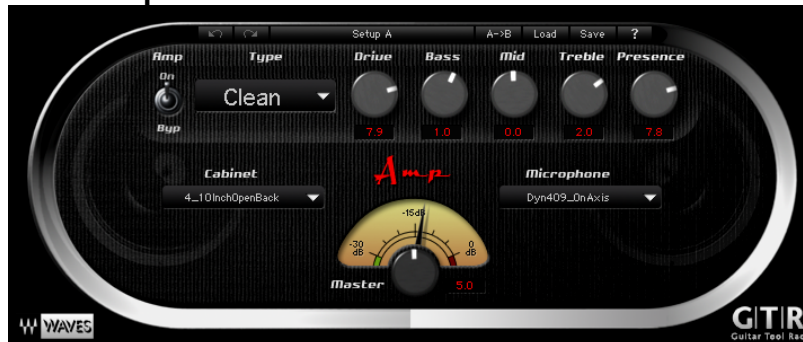 Setup A A->B Load Save ?
Amp Type Drive Bass Mid Treble Presence
On
Clean
Byp
7.9 1.0 0.0 2.0 7.8
Cabinet Amp Microphone
4_10InchOpenBack Dyn409_OnAxis
-15dB
-30 dB 0 dB
Master 5.0
WAVES GTR
Guitar Tool Rac